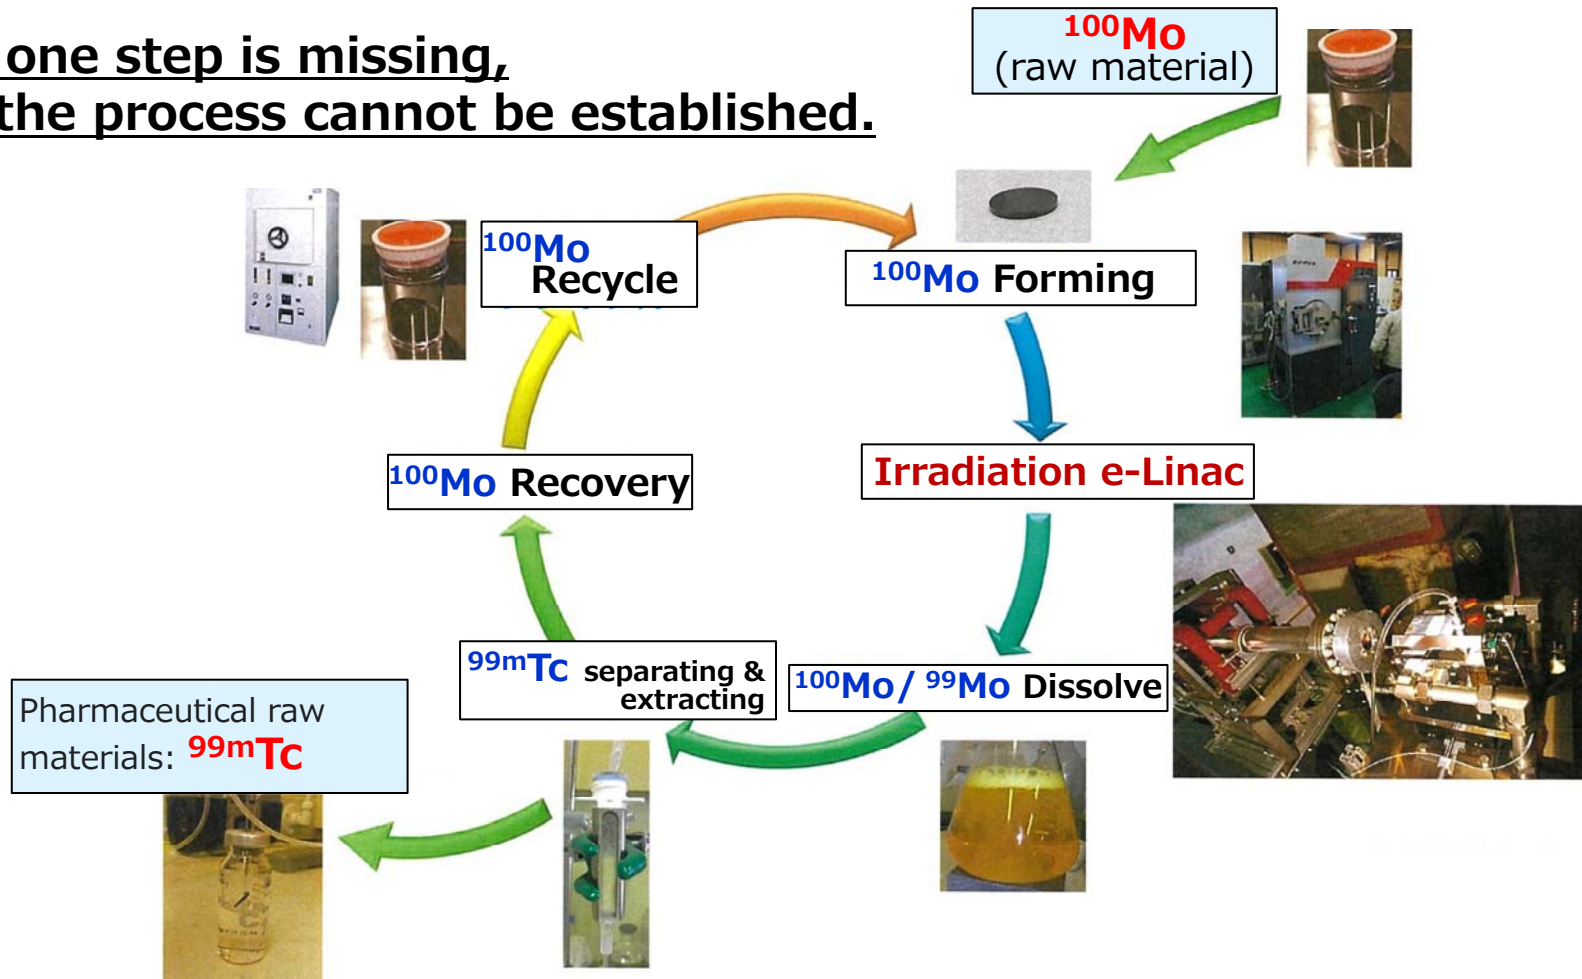 one step is missing,
the process cannot be established.
¹⁰⁰Mo
(raw material)
¹⁰⁰Mo
Recycle
¹⁰⁰Mo Forming
¹⁰⁰Mo Recovery
Irradiation e-Linac
⁹⁹ᵐTc separating &
extracting
¹⁰⁰Mo/ ⁹⁹Mo Dissolve
Pharmaceutical raw
materials: ⁹⁹ᵐTc